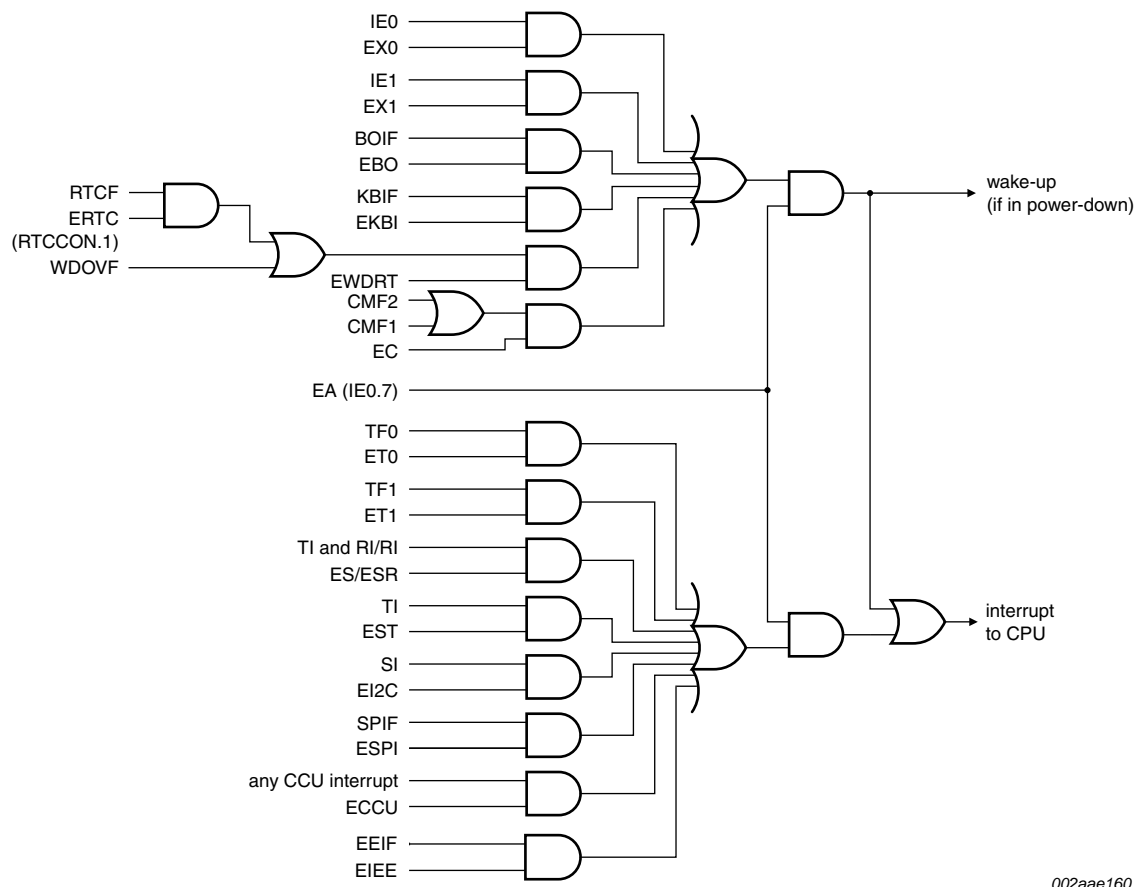 IE0
EX0
IE1
EX1
BOIF
EBO
KBIF
EKBI
RTCF
ERTC
(RTCCON.1)
WDOVF
EWDRT
CMF2
CMF1
EC
EA (IE0.7)
wake-up
(if in power-down)
TF0
ET0
TF1
ET1
TI and RI/RI
ES/ESR
TI
EST
SI
EI2C
SPIF
ESPI
any CCU interrupt
ECCU
EEIF
EIEE
interrupt
to CPU
002aae160